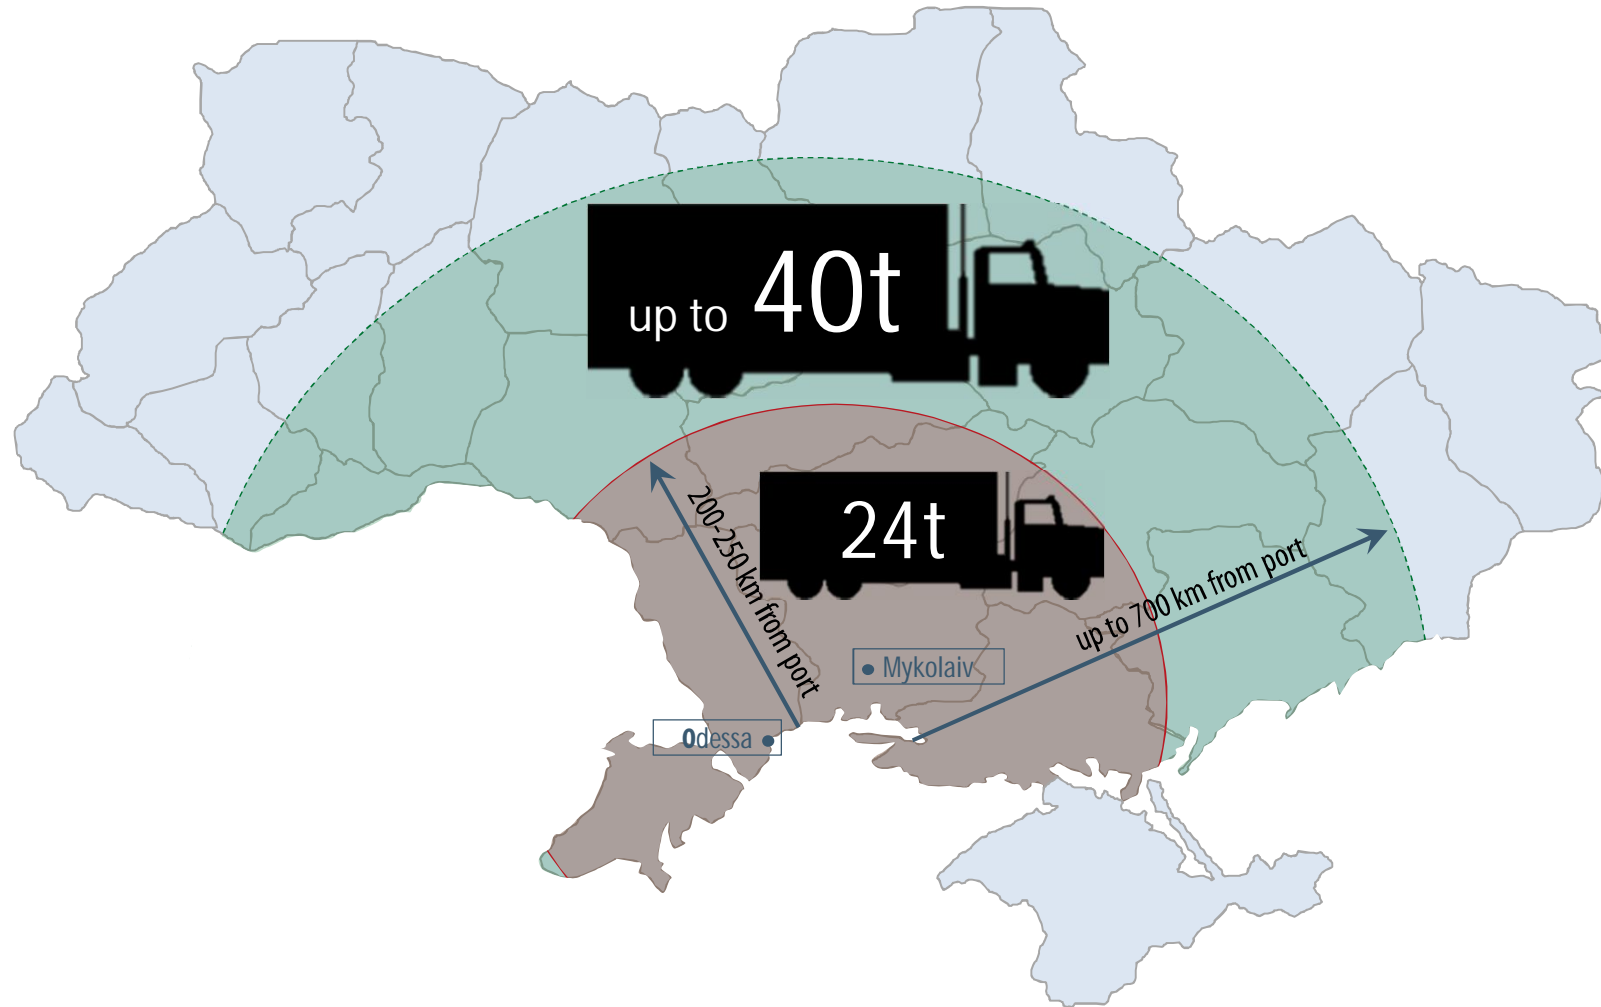 up to 40t
24t
200-250 km from port
up to 700 km from port
Mykolaiv
Odessa